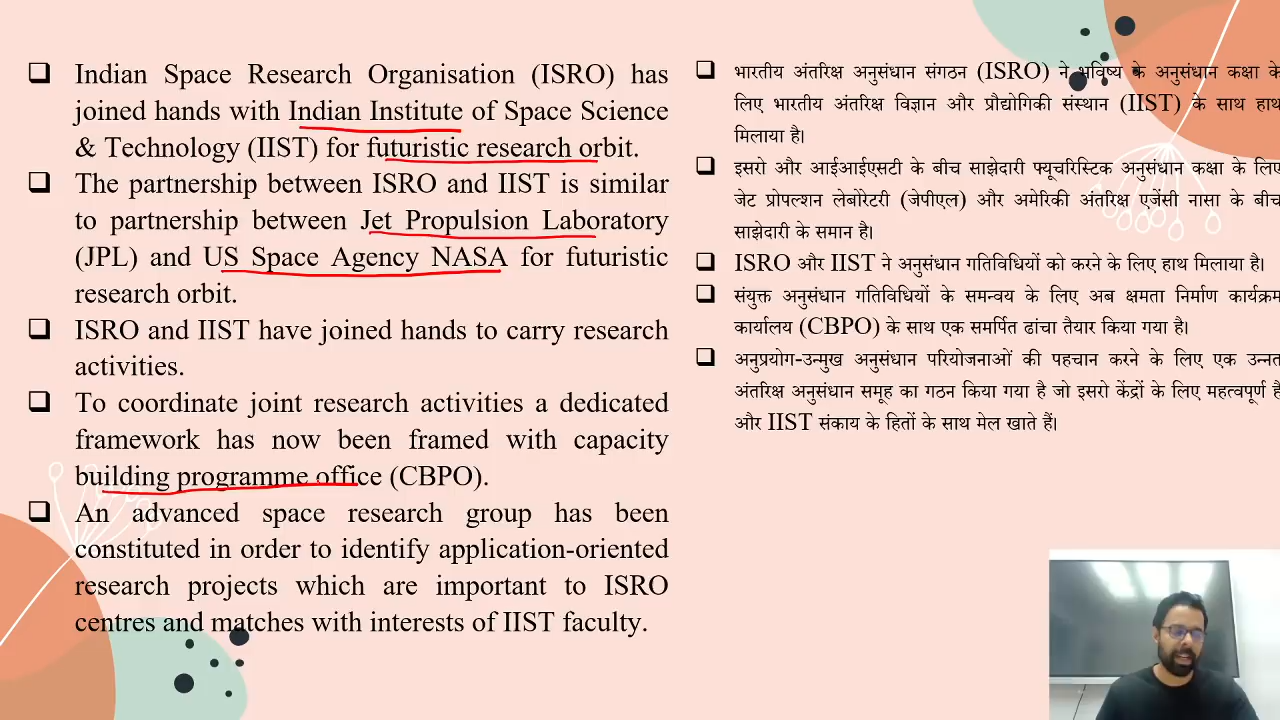 Indian Space Research Organisation (ISRO) has
joined hands with Indian Institute of Space Science
& Technology (IIST) for futuristic research orbit.
The partnership between ISRO and IIST is similar
to partnership between Jet Propulsion Laboratory
(JPL) and US Space Agency NASA for futuristic
research orbit.
ISRO and IIST have joined hands to carry research
activities.
To coordinate joint research activities a dedicated
framework has now been framed with capacity
building programme office (CBPO).
An advanced space research group has been
constituted in order to identify application-oriented
research projects which are important to ISRO
centres and matches with interests of IIST faculty.
भारतीय अंतरिक्ष अनुसंधान संगठन (ISRO) ने भविष्य के अनुसंधान कक्षा के
लिए भारतीय अंतरिक्ष विज्ञान और प्रौद्योगिकी संस्थान (IIST) के साथ हाथ
मिलाया है।
इसरो और आईआईएसटी के बीच साझेदारी फ्यूचरिस्टिक अनुसंधान कक्षा के लिए
जेट प्रोपल्शन लेबोरेटरी (जेपीएल) और अमेरिकी अंतरिक्ष एजेंसी नासा के बीच
साझेदारी के समान है।
ISRO और IIST ने अनुसंधान गतिविधियों को करने के लिए हाथ मिलाया है।
संयुक्त अनुसंधान गतिविधियों के समन्वय के लिए अब क्षमता निर्माण कार्यक्रम
कार्यालय (CBPO) के साथ एक समर्पित ढांचा तैयार किया गया है।
अनुप्रयोग-उन्मुख अनुसंधान परियोजनाओं की पहचान करने के लिए एक उन्नत
अंतरिक्ष अनुसंधान समूह का गठन किया गया है जो इसरो केंद्रों के लिए महत्वपूर्ण हैं
और IIST संकाय के हितों के साथ मेल खाते हैं।